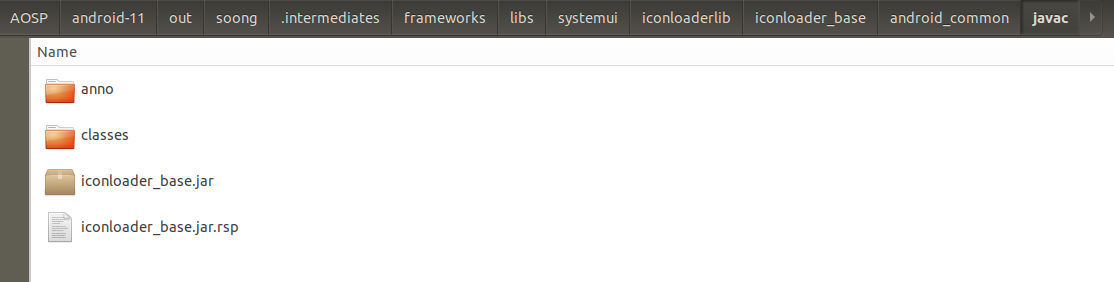 AOSP android-11 out soong .intermediates frameworks libs systemui iconloaderlib iconloader_base android_common javac
Name
anno
classes
iconloader_base.jar
iconloader_base.jar.rsp